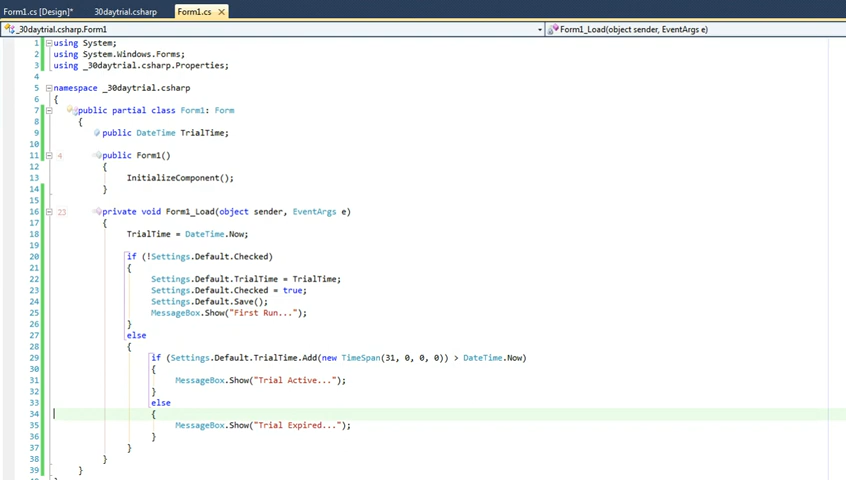 Form1.cs [Design]* 30daytrial.csharp Form1.cs ×
_30daytrial.csharp.Form1 Form1_Load(object sender, EventArgs e)
1 using System;
2 using System.Windows.Forms;
3 using _30daytrial.csharp.Properties;
4
5 namespace _30daytrial.csharp
6 {
7 public partial class Form1: Form
8 {
9 public DateTime TrialTime;
10
11 4 public Form1()
12 {
13 InitializeComponent();
14 }
15
16 23 private void Form1_Load(object sender, EventArgs e)
17 {
18 TrialTime = DateTime.Now;
19
20 if (!Settings.Default.Checked)
21 {
22 Settings.Default.TrialTime = TrialTime;
23 Settings.Default.Checked = true;
24 Settings.Default.Save();
25 MessageBox.Show("First Run...");
26 }
27 else
28 {
29 if (Settings.Default.TrialTime.Add(new TimeSpan(31, 0, 0, 0)) > DateTime.Now)
30 {
31 MessageBox.Show("Trial Active...");
32 }
33 else
34 {
35 MessageBox.Show("Trial Expired...");
36 }
37 }
38 }
39 }